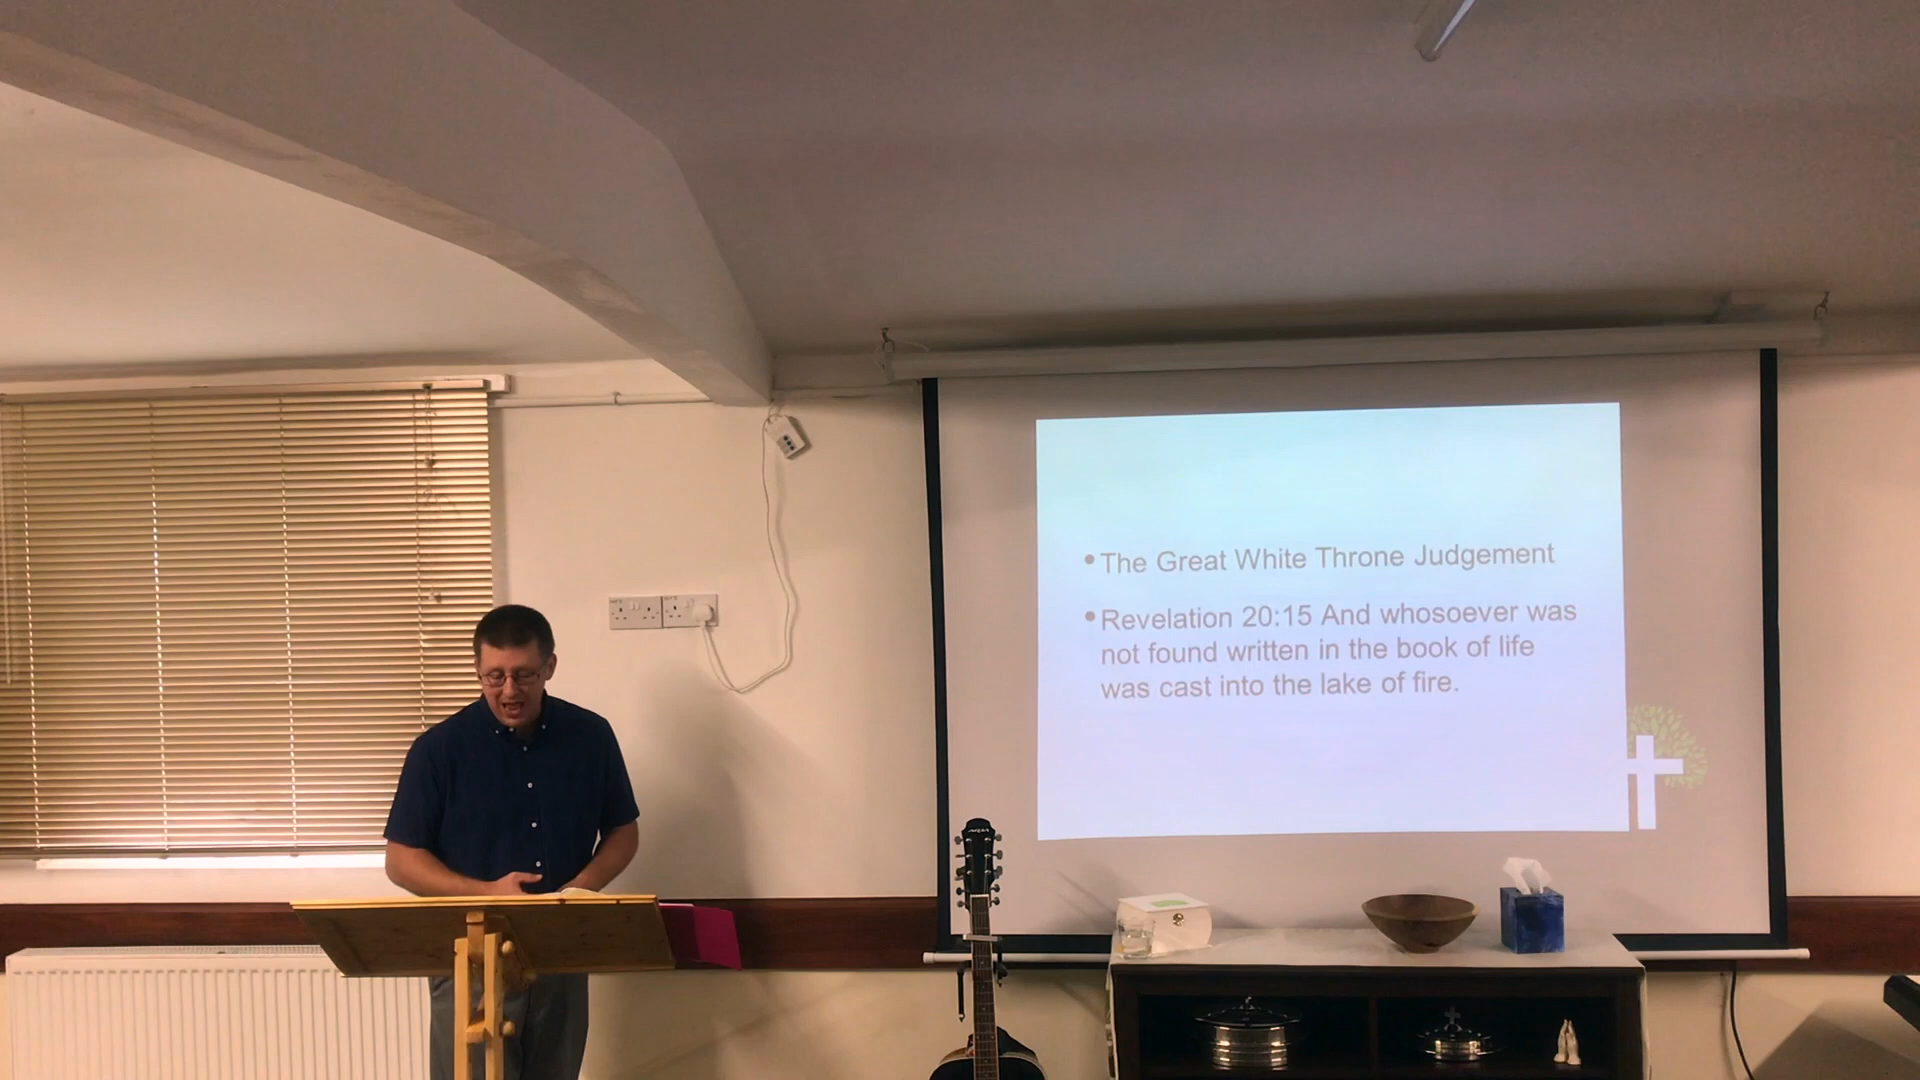 • The Great White Throne Judgement
• Revelation 20:15 And whosoever was
not found written in the book of life
was cast into the lake of fire.